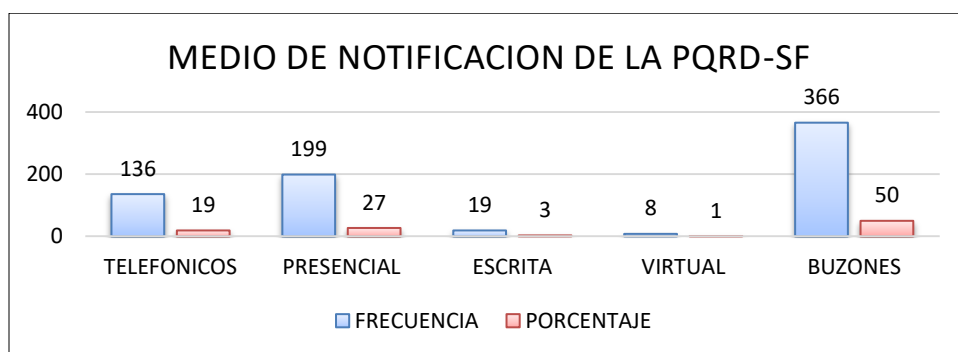 MEDIO DE NOTIFICACION DE LA PQRD-SF
400
200
0
136
19
199
27
19
3
8
1
366
50
TELEFONICOS
PRESENCIAL
ESCRITA
VIRTUAL
BUZONES
FRECUENCIA
PORCENTAJE